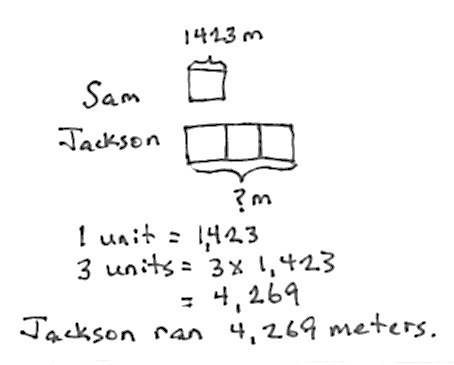 1423 m
Sam
Jackson
? m
1 unit = 1,423
3 units = 3 x 1,423
= 4,269
Jackson ran 4,269 meters.